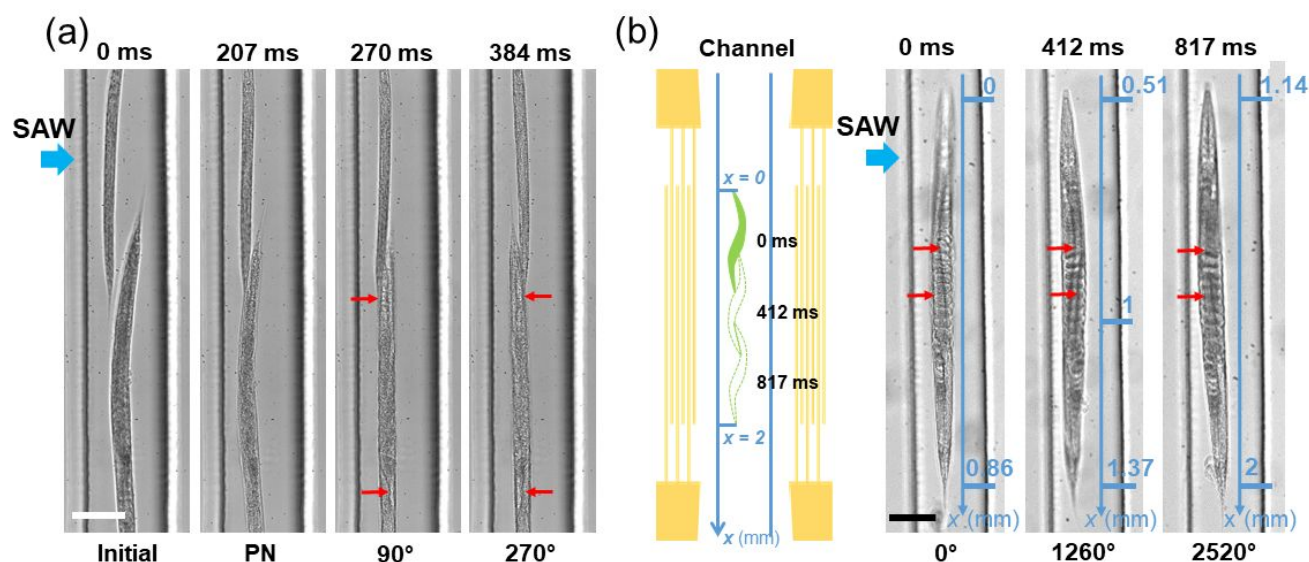 (a)
0 ms
207 ms
270 ms
384 ms
SAW
Initial
PN
90°
270°
(b)
Channel
x = 0
0 ms
412 ms
817 ms
x = 2
x (mm)
0 ms
412 ms
817 ms
SAW
0
0.86
x (mm)
0.51
1
1.37
x (mm)
1.14
2
x (mm)
0°
1260°
2520°